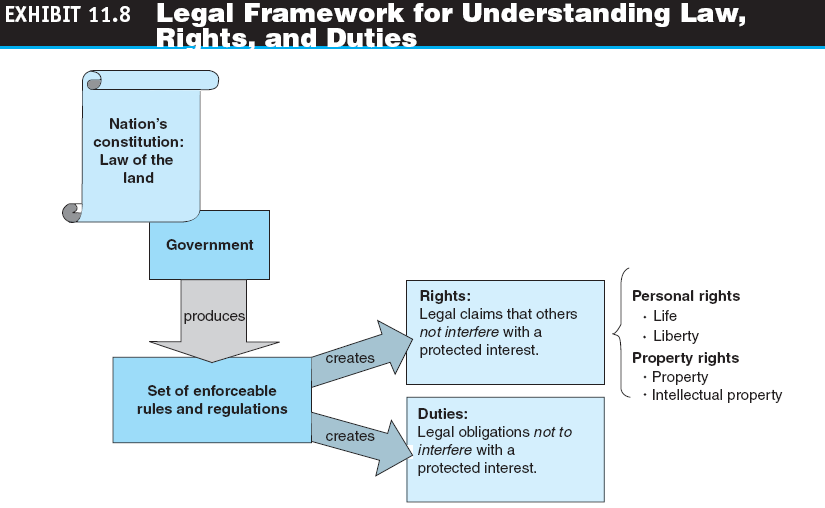 EXHIBIT 11.8 Legal Framework for Understanding Law,
Rights, and Duties
Nation's
constitution:
Law of the
land
Government
produces
Set of enforceable
rules and regulations
creates
creates
Rights:
Legal claims that others
not interfere with a
protected interest.
Personal rights
· Life
· Liberty
Property rights
· Property
· Intellectual property
Duties:
Legal obligations not to
interfere with a
protected interest.